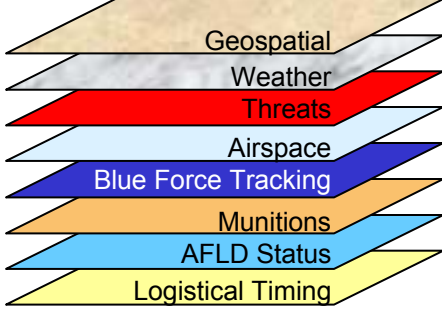 Geospatial
Weather
Threats
Airspace
Blue Force Tracking
Munitions
AFLD Status
Logistical Timing